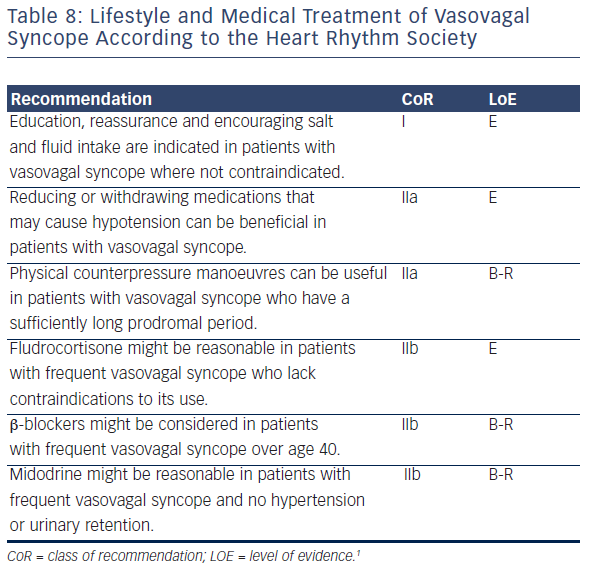 Table 8: Lifestyle and Medical Treatment of Vasovagal
Syncope According to the Heart Rhythm Society
Recommendation CoR LoE
Education, reassurance and encouraging salt I E
and fluid intake are indicated in patients with
vasovagal syncope where not contraindicated.
Reducing or withdrawing medications that IIa E
may cause hypotension can be beneficial in
patients with vasovagal syncope.
Physical counterpressure manoeuvres can be useful IIa B-R
in patients with vasovagal syncope who have a
sufficiently long prodromal period.
Fludrocortisone might be reasonable in patients IIb E
with frequent vasovagal syncope who lack
contraindications to its use.
β-blockers might be considered in patients IIb B-R
with frequent vasovagal syncope over age 40.
Midodrine might be reasonable in patients with IIb B-R
frequent vasovagal syncope and no hypertension
or urinary retention.
COR = class of recommendation; LOE = level of evidence.¹